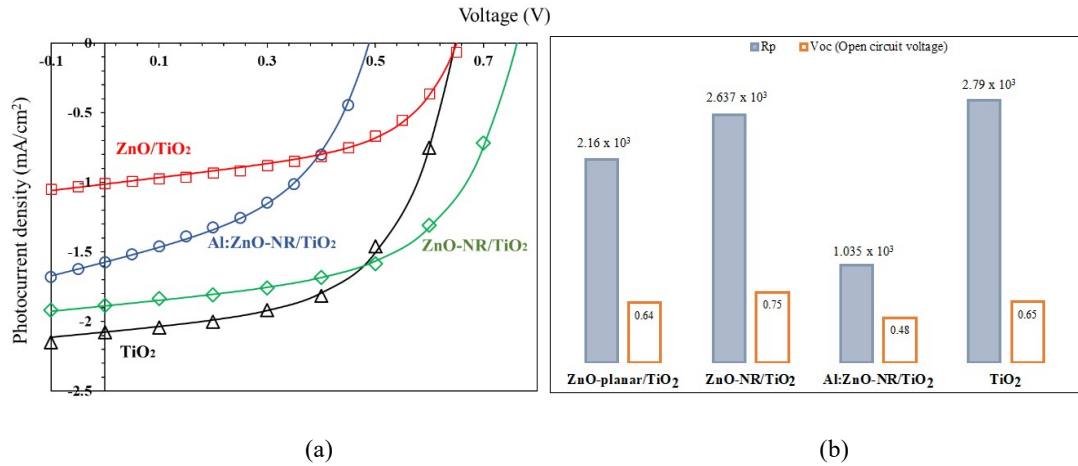 Voltage (V)
-0.1 0.1 0.3 0.5 0.7
0
-0.5
-1
-1.5
-2
-2.5
Photocurrent density (mA/cm²)
ZnO/TiO₂
Al:ZnO-NR/TiO₂
ZnO-NR/TiO₂
TiO₂
(a)
Rp Voc (Open circuit voltage)
2.16 x 10³
2.637 x 10³
1.035 x 10³
2.79 x 10³
0.64
0.75
0.48
0.65
ZnO-planar/TiO₂ ZnO-NR/TiO₂ Al:ZnO-NR/TiO₂ TiO₂
(b)